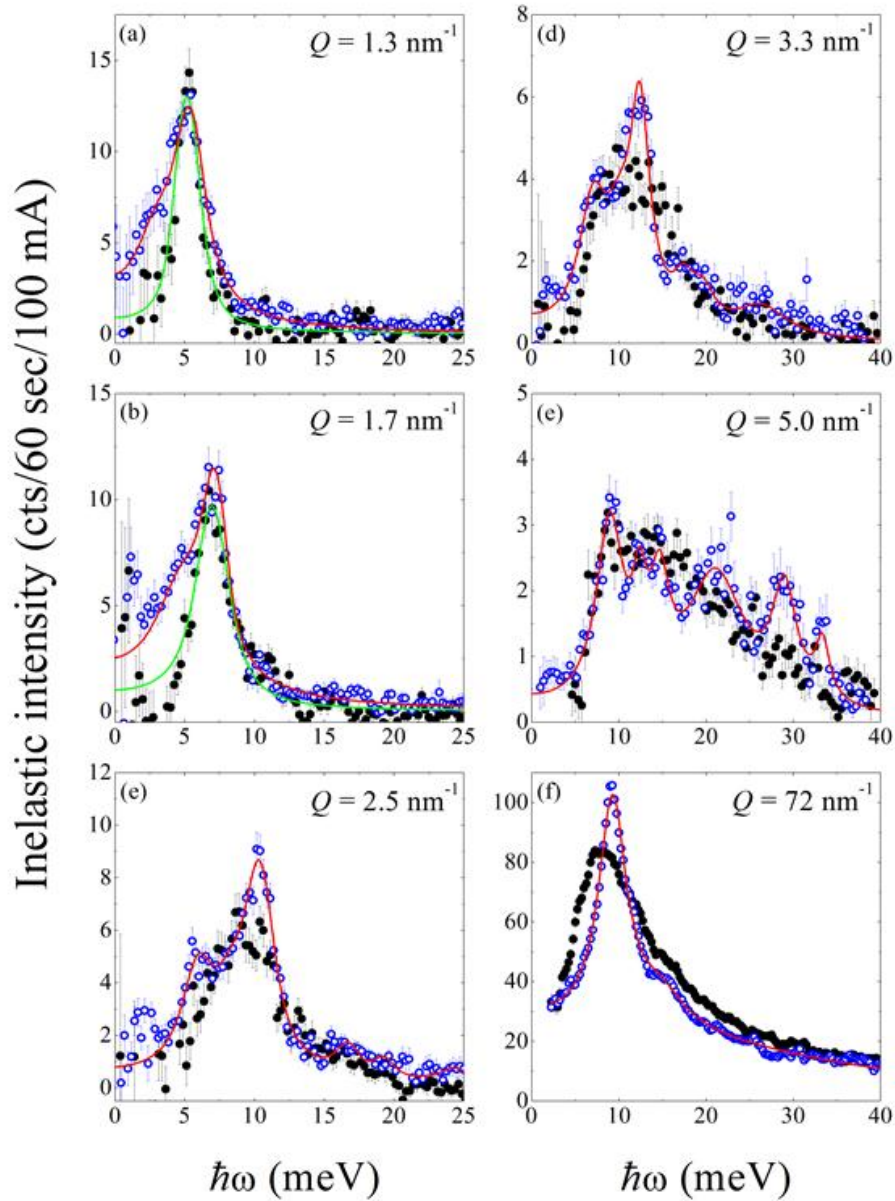 Inelastic intensity (cts/60 sec/100 mA)
(a)
Q = 1.3 nm⁻¹
15
10
5
0
0 5 10 15 20 25
(d)
Q = 3.3 nm⁻¹
8
6
4
2
0
0 10 20 30 40
(b)
Q = 1.7 nm⁻¹
15
10
5
0
0 5 10 15 20 25
(e)
Q = 5.0 nm⁻¹
5
4
3
2
1
0
0 10 20 30 40
(e)
Q = 2.5 nm⁻¹
12
10
8
6
4
2
0
0 5 10 15 20 25
(f)
Q = 72 nm⁻¹
100
80
60
40
20
0
0 10 20 30 40
ℏω (meV)
ℏω (meV)